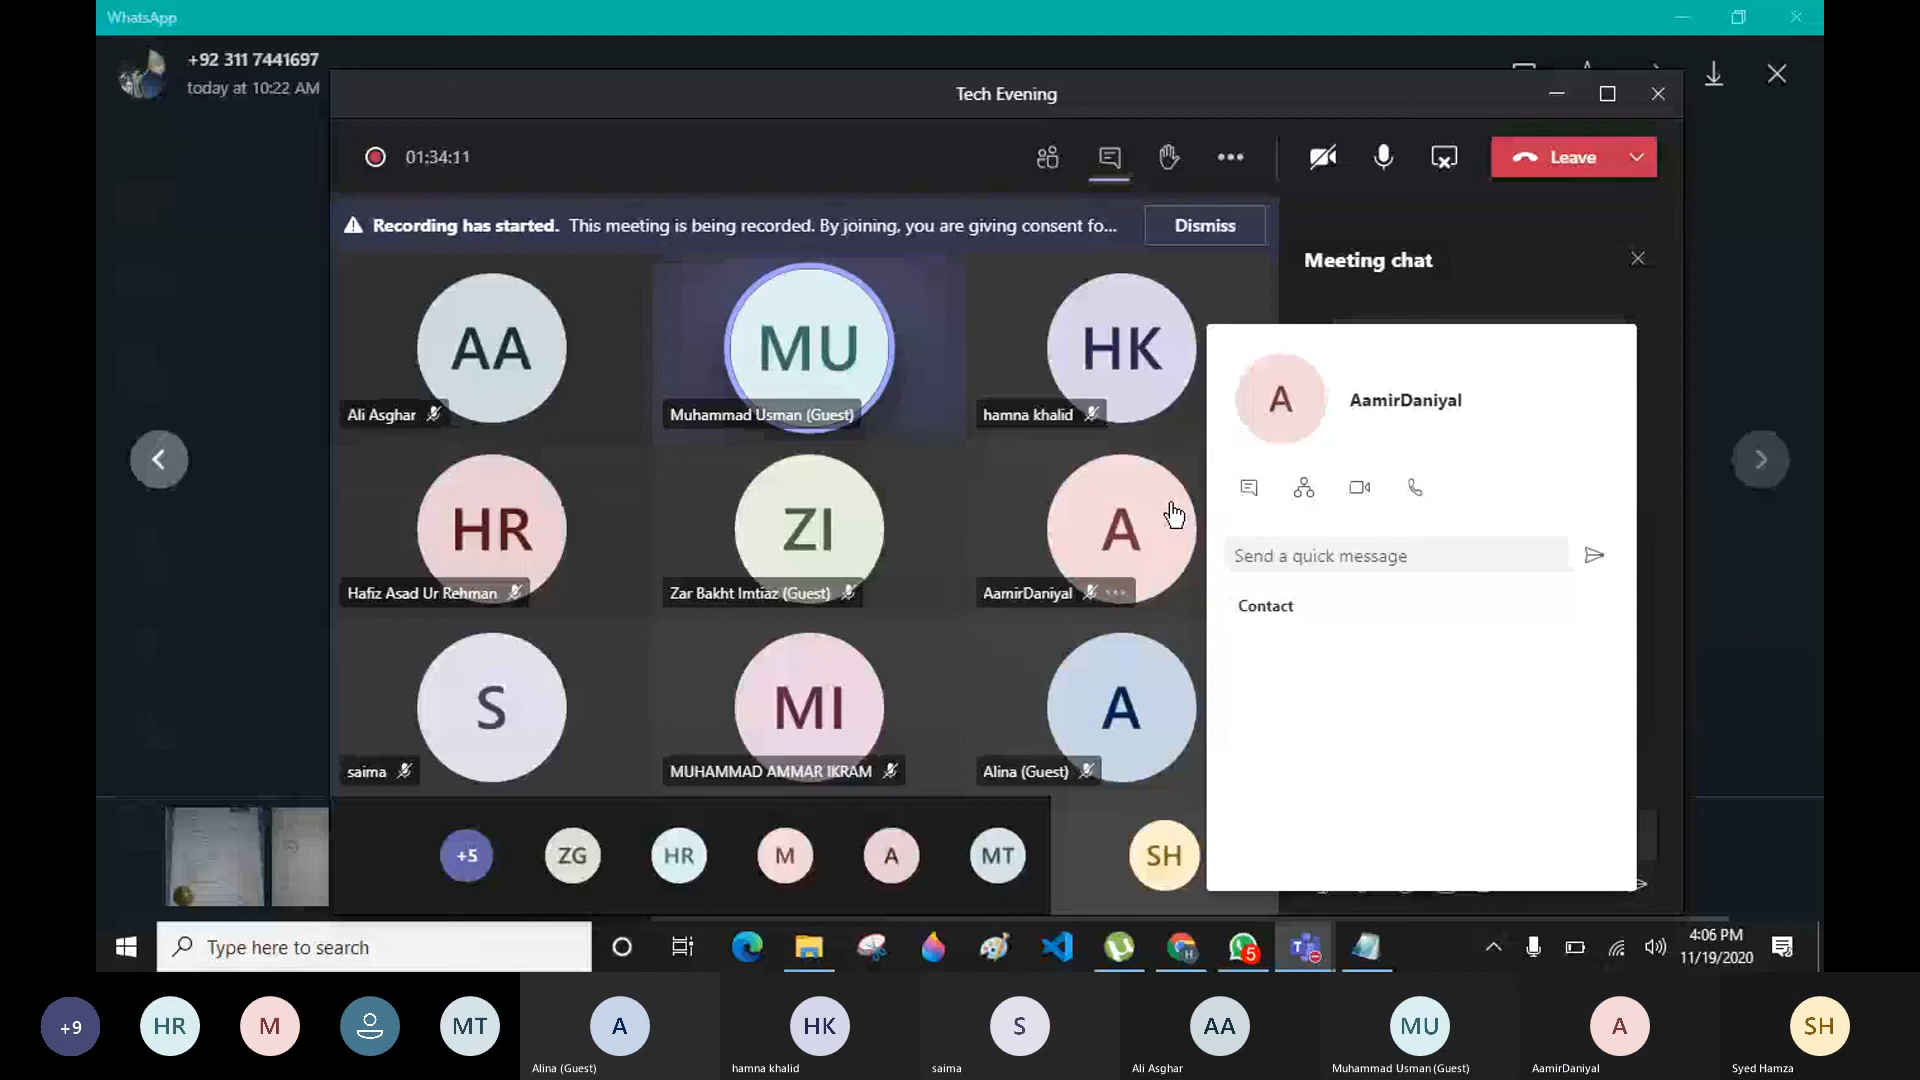 WhatsApp
+92 311 7441697
today at 10:22 AM
Tech Evening
01:34:11
Leave
Recording has started. This meeting is being recorded. By joining, you are giving consent fo...
Dismiss
Meeting chat
AA
Ali Asghar
MU
Muhammad Usman (Guest)
HK
hamna khalid
A
AamirDaniyal
Send a quick message
Contact
HR
Hafiz Asad Ur Rehman
ZI
Zar Bakht Imtiaz (Guest)
A
AamirDaniyal
S
saima
MI
MUHAMMAD AMMAR IKRAM
A
Alina (Guest)
+5
ZG
HR
M
A
MT
SH
Type here to search
5
4:06 PM
11/19/2020
+9
HR
M
MT
A
Alina (Guest)
HK
hamna khalid
S
saima
AA
Ali Asghar
MU
Muhammad Usman (Guest)
A
AamirDaniyal
SH
Syed Hamza